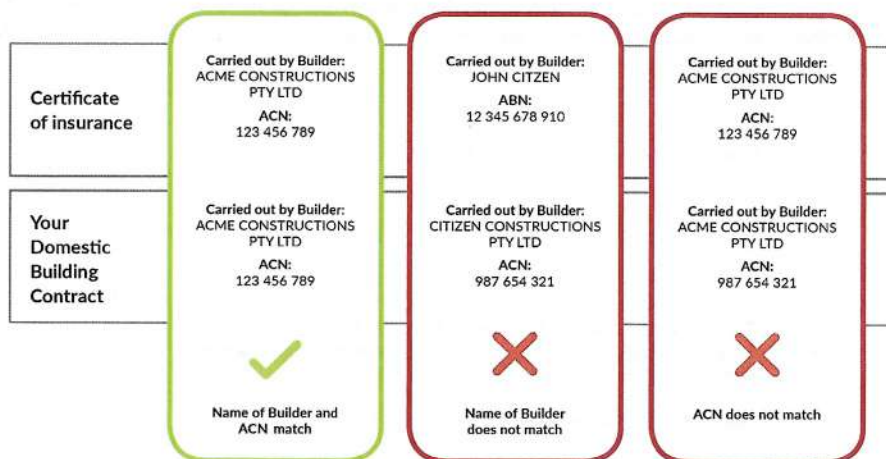 Certificate
of insurance
Carried out by Builder:
ACME CONSTRUCTIONS
PTY LTD
ACN:
123 456 789
Carried out by Builder:
JOHN CITZEN
ABN:
12 345 678 910
Carried out by Builder:
ACME CONSTRUCTIONS
PTY LTD
ACN:
123 456 789
Your
Domestic
Building
Contract
Carried out by Builder:
ACME CONSTRUCTIONS
PTY LTD
ACN:
123 456 789
Carried out by Builder:
CITIZEN CONSTRUCTIONS
PTY LTD
ACN:
987 654 321
Carried out by Builder:
ACME CONSTRUCTIONS
PTY LTD
ACN:
987 654 321
Name of Builder and
ACN match
Name of Builder
does not match
ACN does not match